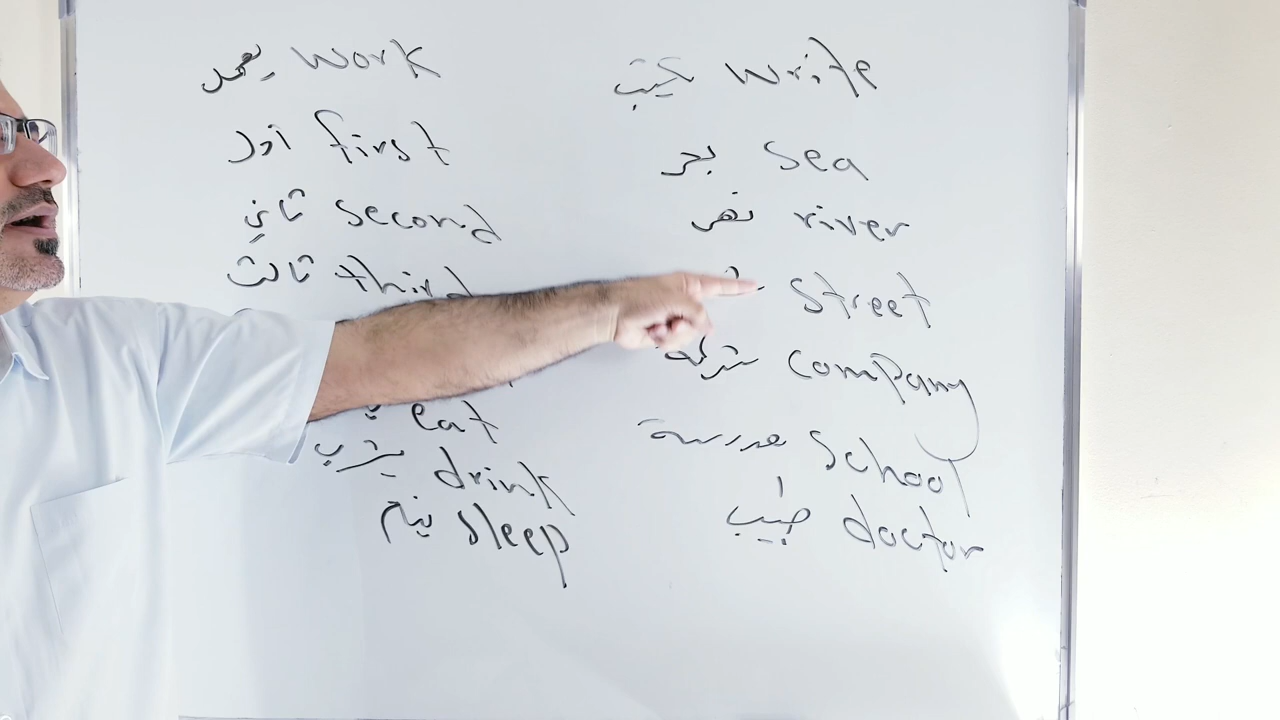 يعمل work
أول first
ثاني second
ثالث third
eat
يشرب drink
ينام sleep
يكتب write
بحر sea
نهر river
street
شركة company
مدرسة school
طبيب doctor